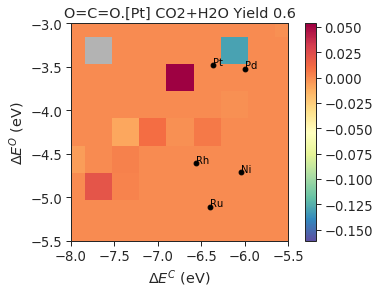 O=C=O.[Pt] CO2+H2O Yield 0.6
−3.0
−3.5
−4.0
−4.5
−5.0
−5.5
ΔE^O (eV)
Pt
Pd
Rh
Ni
Ru
−8.0 −7.5 −7.0 −6.5 −6.0 −5.5
ΔE^C (eV)
0.050
0.025
0.000
−0.025
−0.050
−0.075
−0.100
−0.125
−0.150